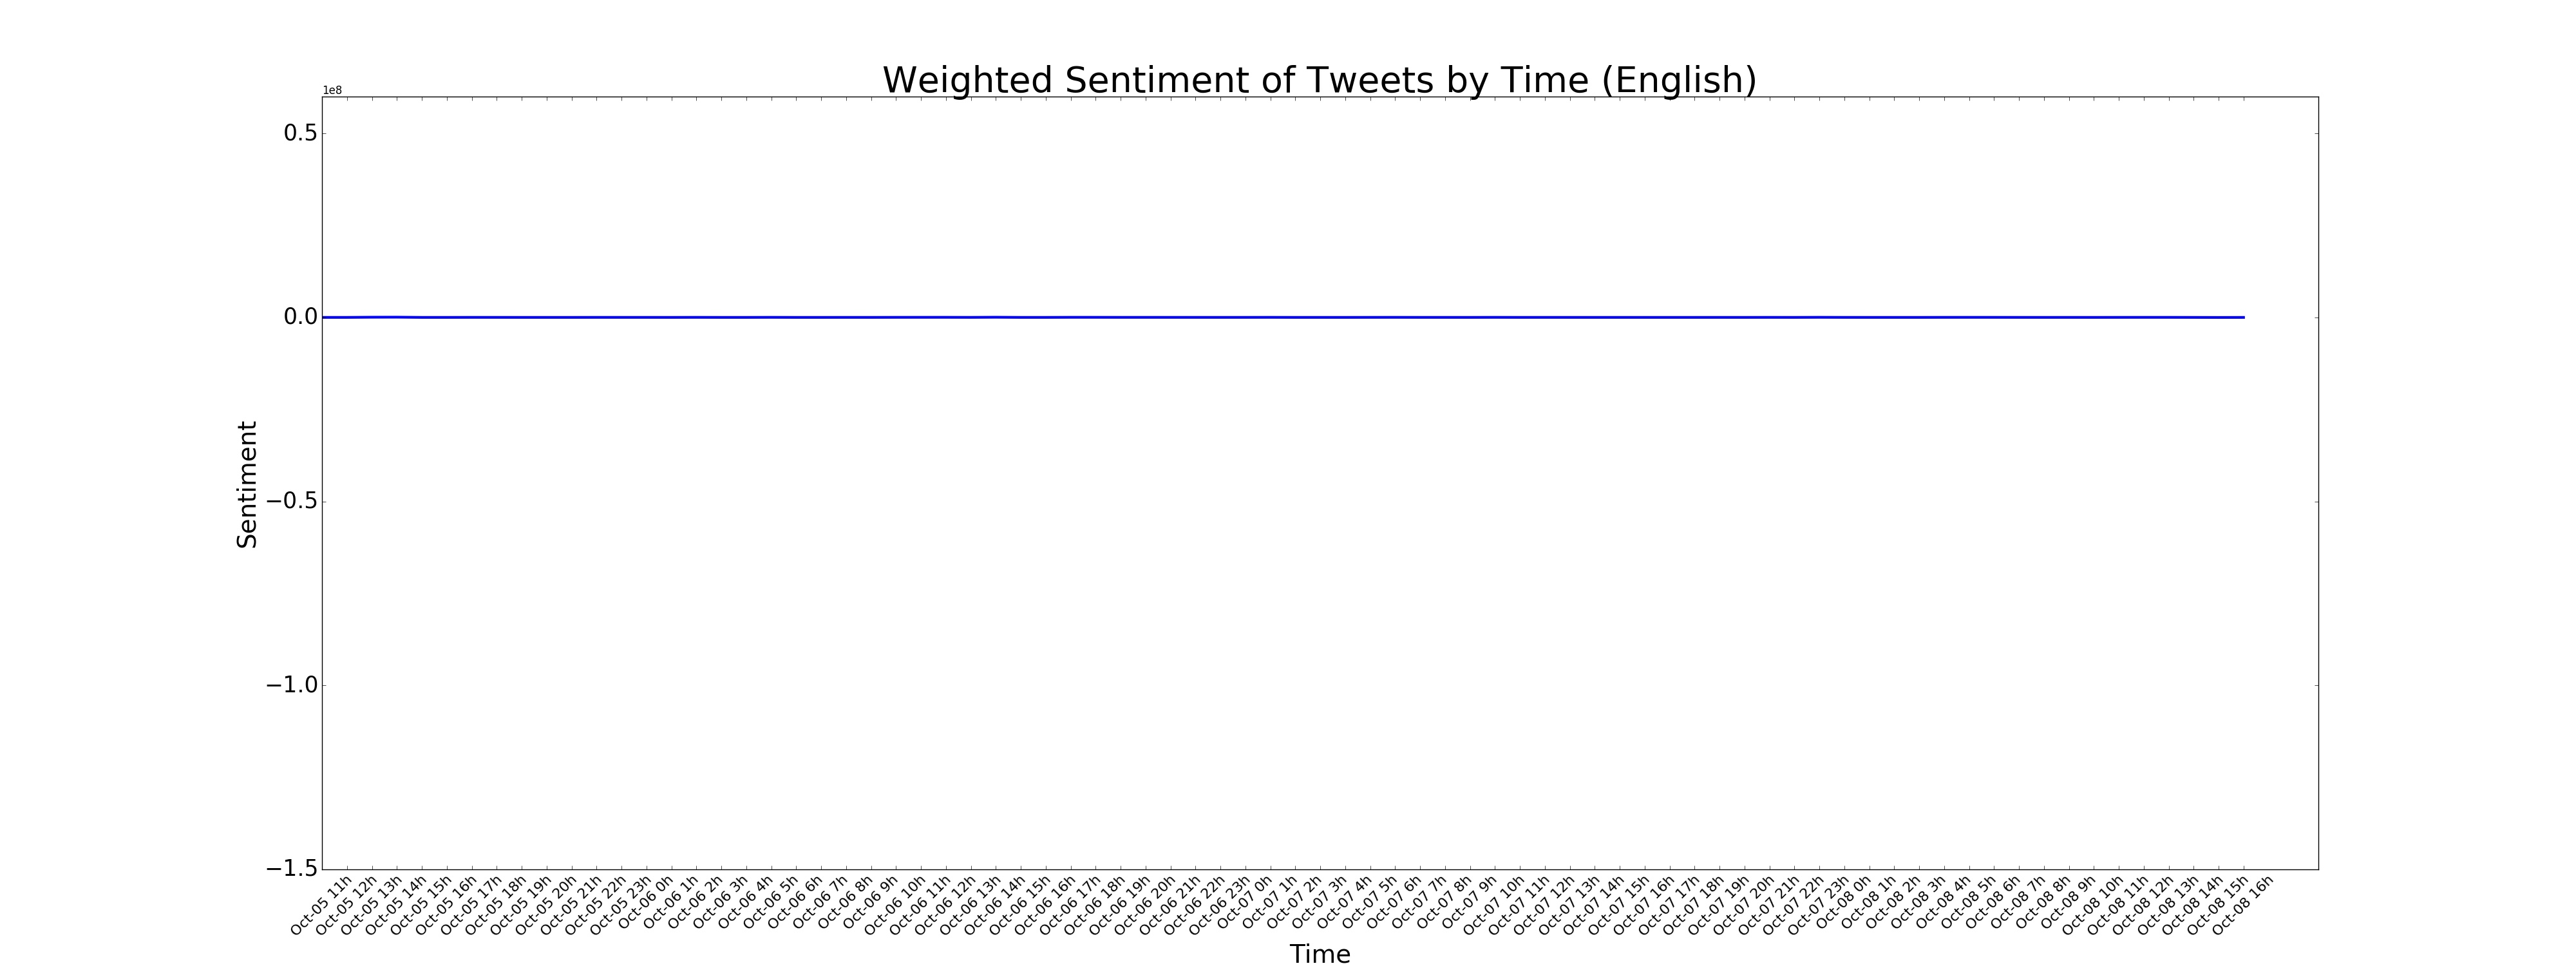 Weighted Sentiment of Tweets by Time (English)
1e8
0.5
0.0
−0.5
−1.0
−1.5
Sentiment
Oct-05 11h
Oct-05 12h
Oct-05 13h
Oct-05 14h
Oct-05 15h
Oct-05 16h
Oct-05 17h
Oct-05 18h
Oct-05 19h
Oct-05 20h
Oct-05 21h
Oct-05 22h
Oct-05 23h
Oct-06 0h
Oct-06 1h
Oct-06 2h
Oct-06 3h
Oct-06 4h
Oct-06 5h
Oct-06 6h
Oct-06 7h
Oct-06 8h
Oct-06 9h
Oct-06 10h
Oct-06 11h
Oct-06 12h
Oct-06 13h
Oct-06 14h
Oct-06 15h
Oct-06 16h
Oct-06 17h
Oct-06 18h
Oct-06 19h
Oct-06 20h
Oct-06 21h
Oct-06 22h
Oct-06 23h
Oct-07 0h
Oct-07 1h
Oct-07 2h
Oct-07 3h
Oct-07 4h
Oct-07 5h
Oct-07 6h
Oct-07 7h
Oct-07 8h
Oct-07 9h
Oct-07 10h
Oct-07 11h
Oct-07 12h
Oct-07 13h
Oct-07 14h
Oct-07 15h
Oct-07 16h
Oct-07 17h
Oct-07 18h
Oct-07 19h
Oct-07 20h
Oct-07 21h
Oct-07 22h
Oct-07 23h
Oct-08 0h
Oct-08 1h
Oct-08 2h
Oct-08 3h
Oct-08 4h
Oct-08 5h
Oct-08 6h
Oct-08 7h
Oct-08 8h
Oct-08 9h
Oct-08 10h
Oct-08 11h
Oct-08 12h
Oct-08 13h
Oct-08 14h
Oct-08 15h
Oct-08 16h
Time